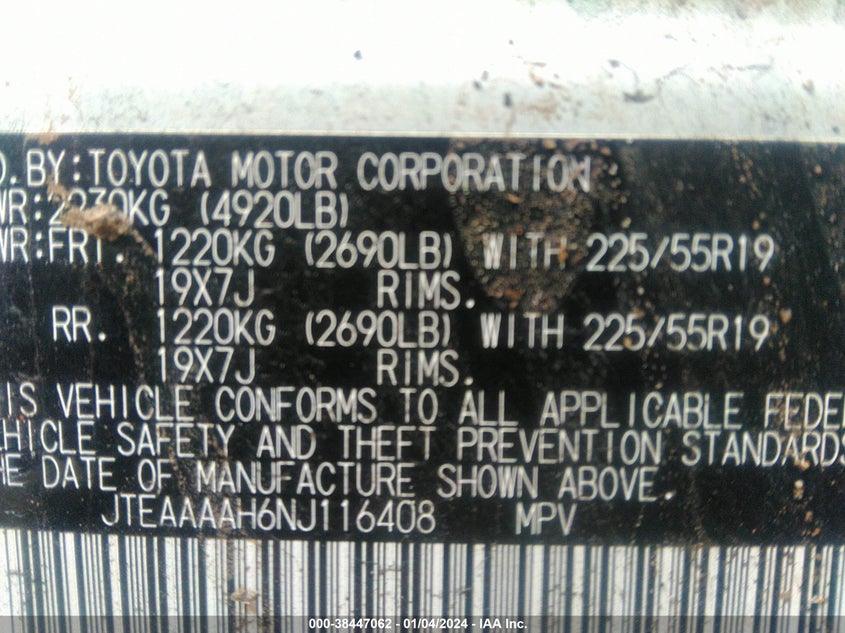 D.BY:TOYOTA MOTOR CORPORATION
WR:2230KG (4920LB)
WR:FRT. 1220KG (2690LB) WITH 225/55R19
19X7J RIMS.
RR. 1220KG (2690LB) WITH 225/55R19
19X7J RIMS.
IS VEHICLE CONFORMS TO ALL APPLICABLE FEDE
HICLE SAFETY AND THEFT PREVENTION STANDARDS
HE DATE OF MANUFACTURE SHOWN ABOVE.
JTEAAAAH6NJ116408 MPV
000-38447062 - 01/04/2024 - IAA Inc.